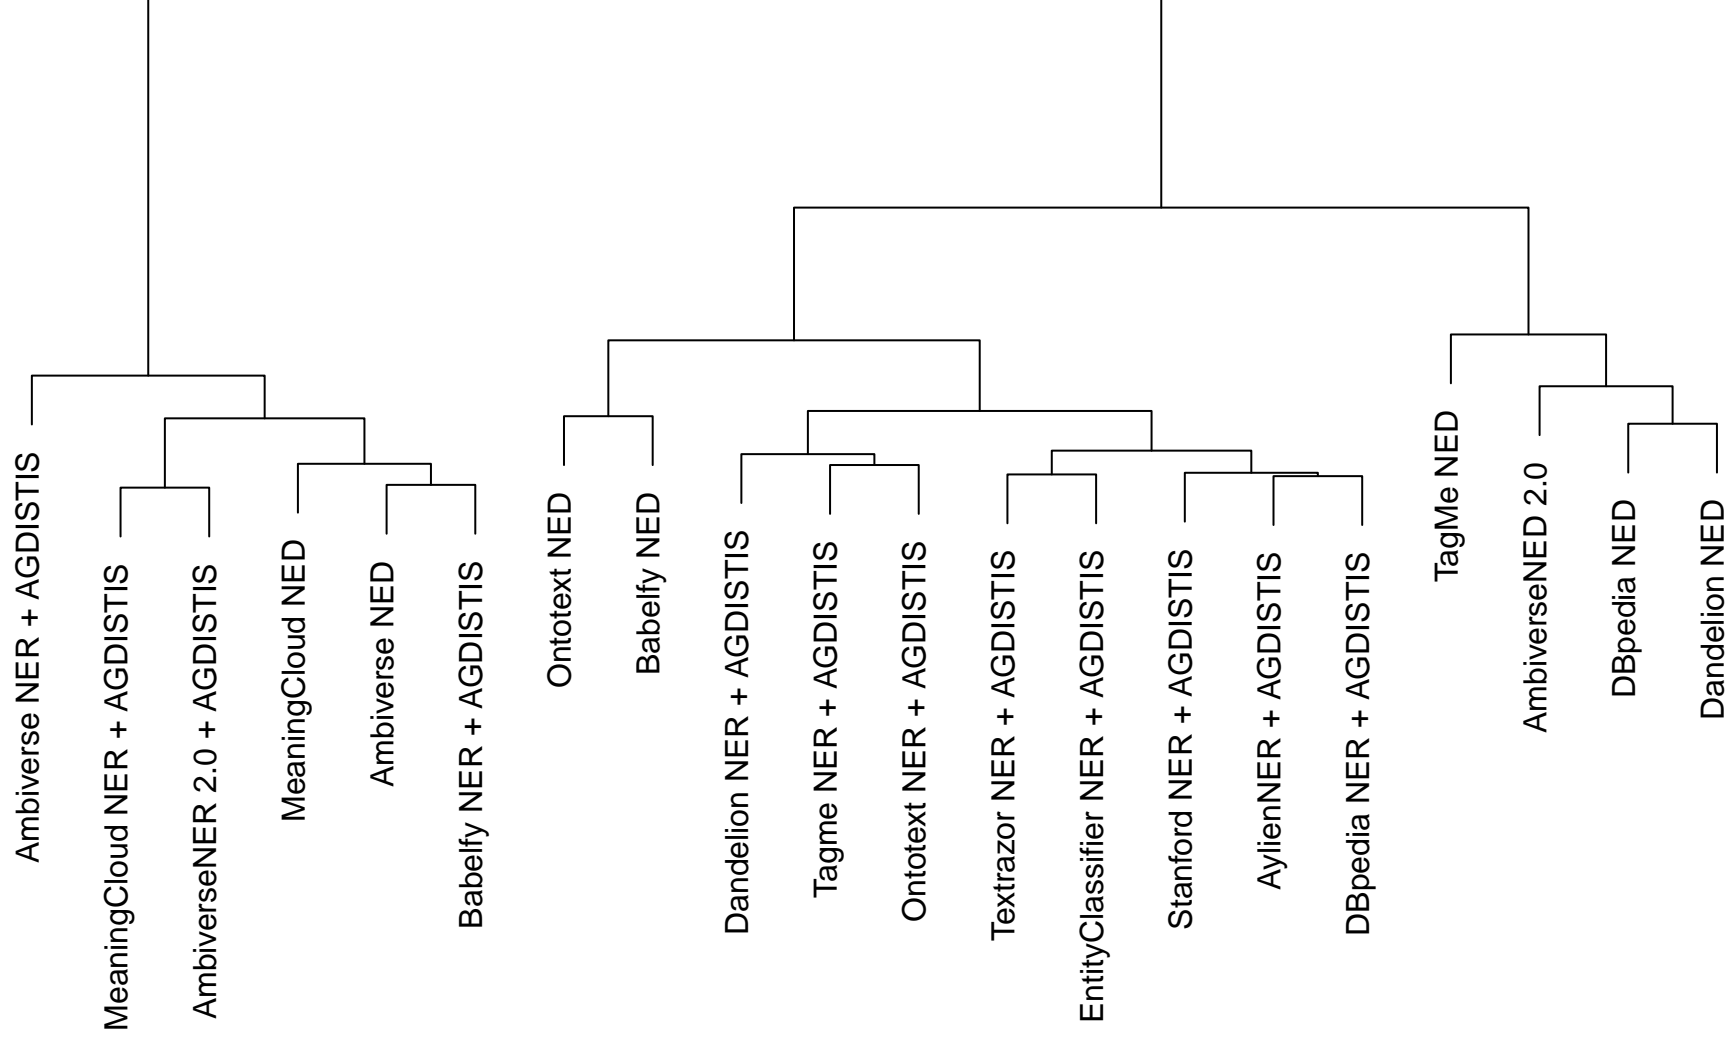 Ambiverse NER + AGDISTIS
MeaningCloud NER + AGDISTIS
AmbiverseNER 2.0 + AGDISTIS
MeaningCloud NED
Ambiverse NED
Babelfy NER + AGDISTIS
Ontotext NED
Babelfy NED
Dandelion NER + AGDISTIS
Tagme NER + AGDISTIS
Ontotext NER + AGDISTIS
Textrazor NER + AGDISTIS
EntityClassifier NER + AGDISTIS
Stanford NER + AGDISTIS
AylienNER + AGDISTIS
DBpedia NER + AGDISTIS
TagMe NED
AmbiverseNED 2.0
DBpedia NED
Dandelion NED